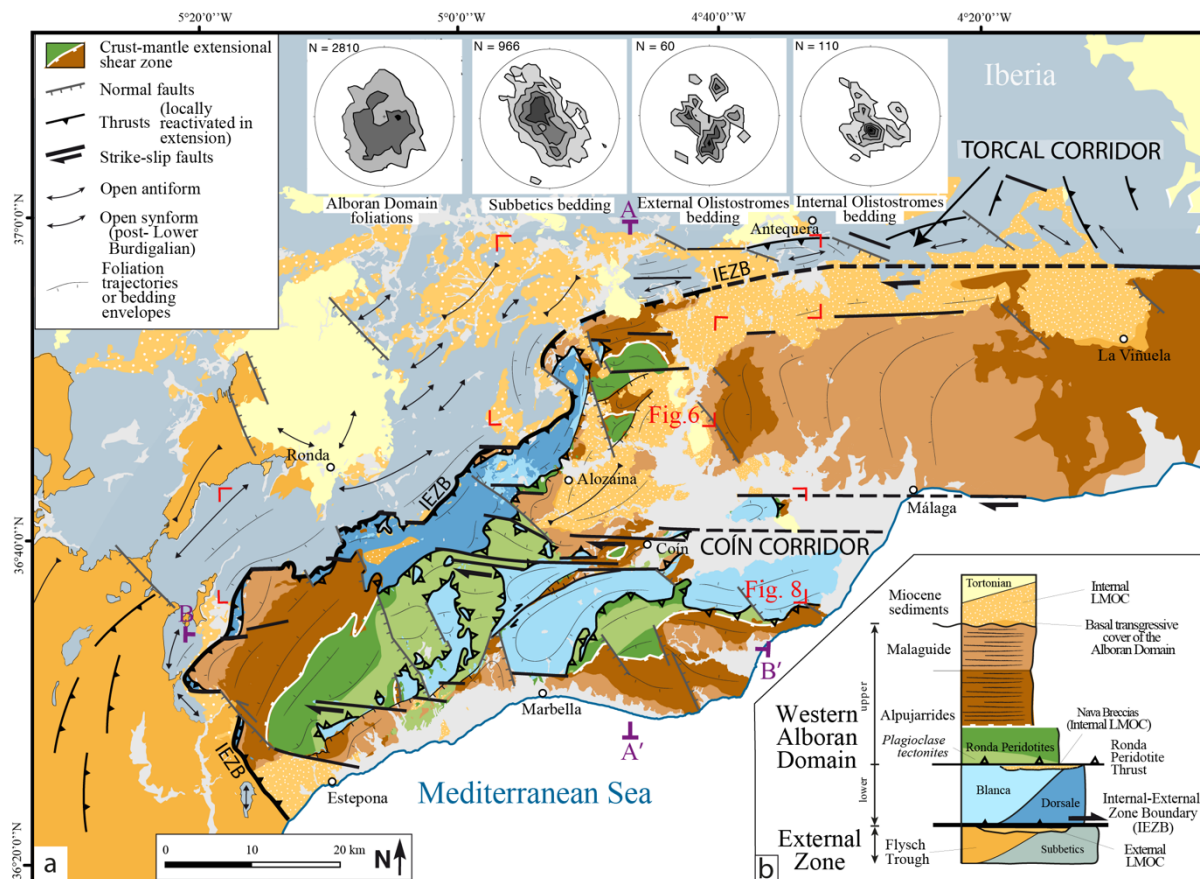 5°20'0''W
5°00'0''W
4°40'0''W
4°20'0''W
Crust-mantle extensional
shear zone
Normal faults
Thrusts (locally
reactivated in
extension)
Strike-slip faults
Open antiform
Open synform
(post- Lower
Burdigalian)
Foliation
trajectories
or bedding
envelopes
N = 2810
N = 966
N = 60
N = 110
Alboran Domain
foliations
Subbetics bedding
External Olistostromes
bedding
Internal Olistostromes
bedding
Iberia
TORCAL CORRIDOR
37°0'0''N
A
Antequera
IEZB
La Viñuela
Fig.6
Ronda
IEZB
Alozaina
Málaga
36°40'0''N
Coín
COÍN CORRIDOR
Fig. 8
B
B'
Marbella
A'
IEZB
Estepona
Mediterranean Sea
0 10 20 km
N
36°20'0''N
a
Tortonian
Miocene
sediments
Internal
LMOC
Basal transgressive
cover of the
Alboran Domain
Malaguide
upper
Alpujarrides
Western
Alboran
Domain
Nava Breccias
(Internal LMOC)
Plagioclase
tectonites
Ronda Peridotites
Ronda
Peridotite
Thrust
lower
Blanca
Dorsale
Internal-External
Zone Boundary
(IEZB)
External
Zone
Flysch
Trough
Subbetics
External
LMOC
b